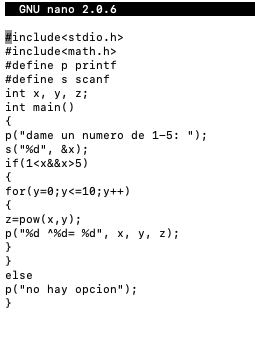 GNU nano 2.0.6
#include<stdio.h>
#include<math.h>
#define p printf
#define s scanf
int x, y, z;
int main()
{
p("dame un numero de 1-5: ");
s("%d", &x);
if(1<x&&x>5)
{
for(y=0;y<=10;y++)
{
z=pow(x,y);
p("%d ^%d= %d", x, y, z);
}
}
else
p("no hay opcion");
}